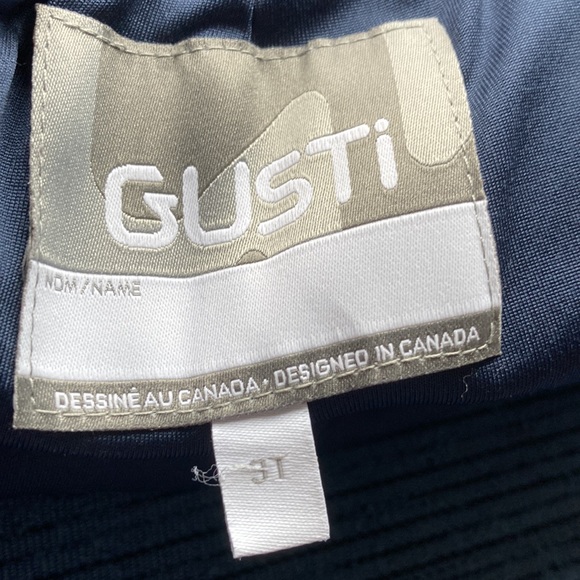 GUSTi
NOM/NAME
DESSINÉ AU CANADA • DESIGNED IN CANADA
3T